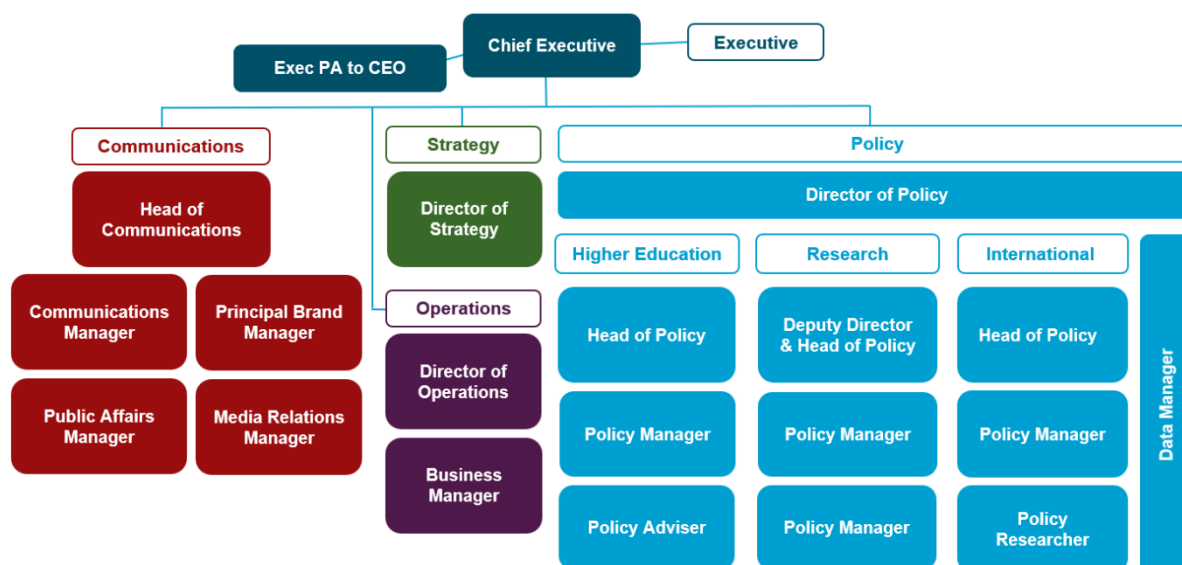 Chief Executive
Executive
Exec PA to CEO
Communications
Head of
Communications
Communications
Manager
Principal Brand
Manager
Public Affairs
Manager
Media Relations
Manager
Strategy
Director of
Strategy
Operations
Director of
Operations
Business
Manager
Policy
Director of Policy
Higher Education
Head of Policy
Policy Manager
Policy Adviser
Research
Deputy Director
& Head of Policy
Policy Manager
Policy Manager
International
Head of Policy
Policy Manager
Policy
Researcher
Data Manager